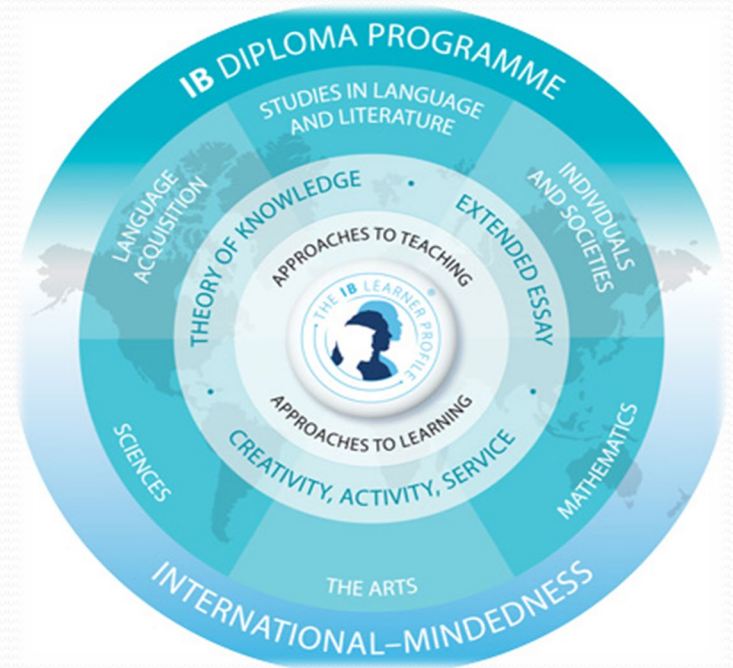 IB DIPLOMA PROGRAMME
STUDIES IN LANGUAGE
AND LITERATURE
LANGUAGE
ACQUISITION
INDIVIDUALS
AND SOCIETIES
THEORY OF KNOWLEDGE
•
EXTENDED ESSAY
•
APPROACHES TO TEACHING
THE IB LEARNER PROFILE
®
APPROACHES TO LEARNING
•
CREATIVITY, ACTIVITY, SERVICE
SCIENCES
MATHEMATICS
THE ARTS
INTERNATIONAL–MINDEDNESS